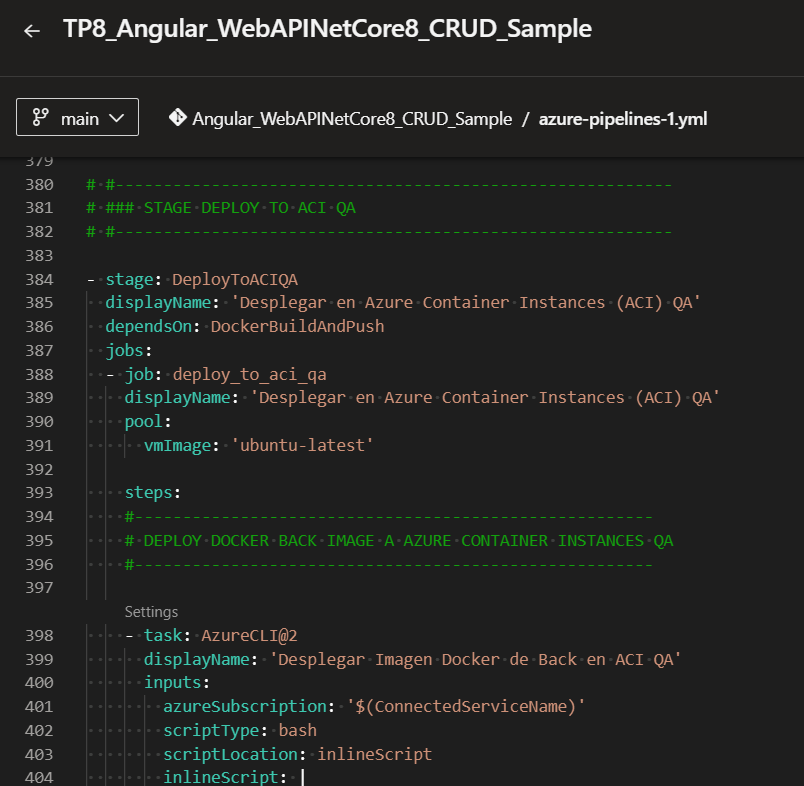 ← TP8_Angular_WebAPINetCore8_CRUD_Sample
main Angular_WebAPINetCore8_CRUD_Sample / azure-pipelines-1.yml
379
380 # #----------------------------------------------------------
381 # ### STAGE DEPLOY TO ACI QA
382 # #----------------------------------------------------------
383
384 - stage: DeployToACIQA
385 displayName: 'Desplegar en Azure Container Instances (ACI) QA'
386 dependsOn: DockerBuildAndPush
387 jobs:
388 - job: deploy_to_aci_qa
389 displayName: 'Desplegar en Azure Container Instances (ACI) QA'
390 pool:
391 vmImage: 'ubuntu-latest'
392
393 steps:
394 #------------------------------------------------------
395 # DEPLOY DOCKER BACK IMAGE A AZURE CONTAINER INSTANCES QA
396 #------------------------------------------------------
397
Settings
398 - task: AzureCLI@2
399 displayName: 'Desplegar Imagen Docker de Back en ACI QA'
400 inputs:
401 azureSubscription: '$(ConnectedServiceName)'
402 scriptType: bash
403 scriptLocation: inlineScript
404 inlineScript: |